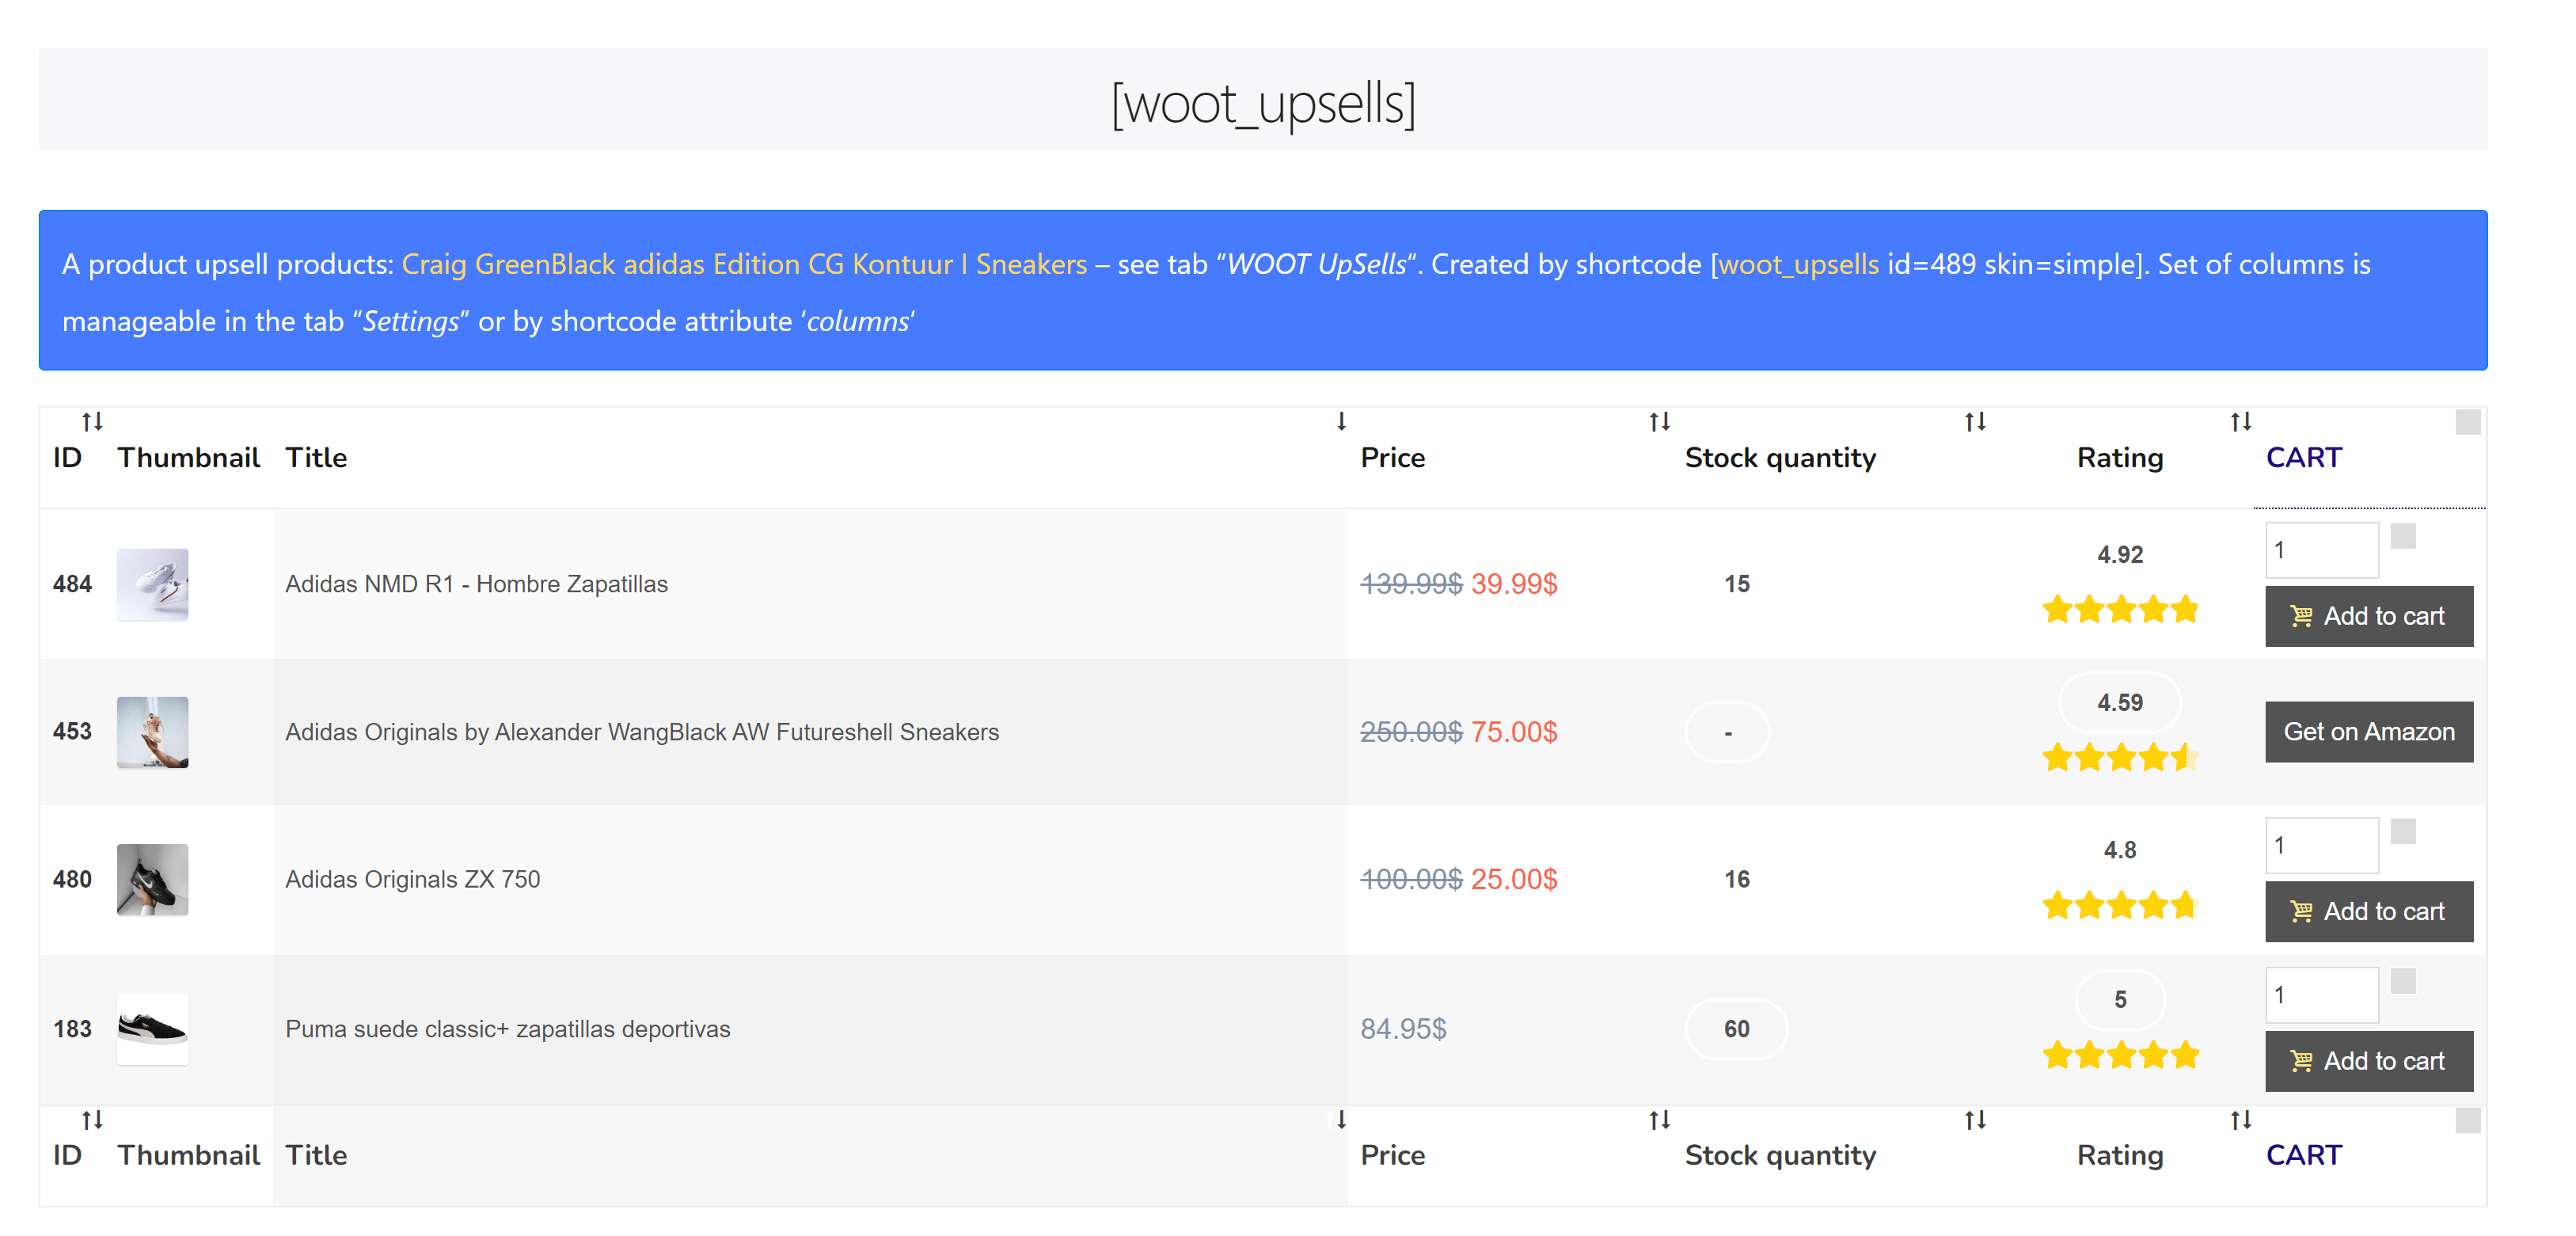 [woot_upsells]
A product upsell products: Craig GreenBlack adidas Edition CG Kontuur I Sneakers – see tab “WOOT UpSells“. Created by shortcode [woot_upsells id=489 skin=simple]. Set of columns is
manageable in the tab “Settings” or by shortcode attribute ‘columns‘
ID Thumbnail Title Price Stock quantity Rating CART
484 Adidas NMD R1 - Hombre Zapatillas 139.99$ 39.99$ 15 4.92 1
Add to cart
453 Adidas Originals by Alexander WangBlack AW Futureshell Sneakers 250.00$ 75.00$ - 4.59 Get on Amazon
480 Adidas Originals ZX 750 100.00$ 25.00$ 16 4.8 1
Add to cart
183 Puma suede classic+ zapatillas deportivas 84.95$ 60 5 1
Add to cart
ID Thumbnail Title Price Stock quantity Rating CART